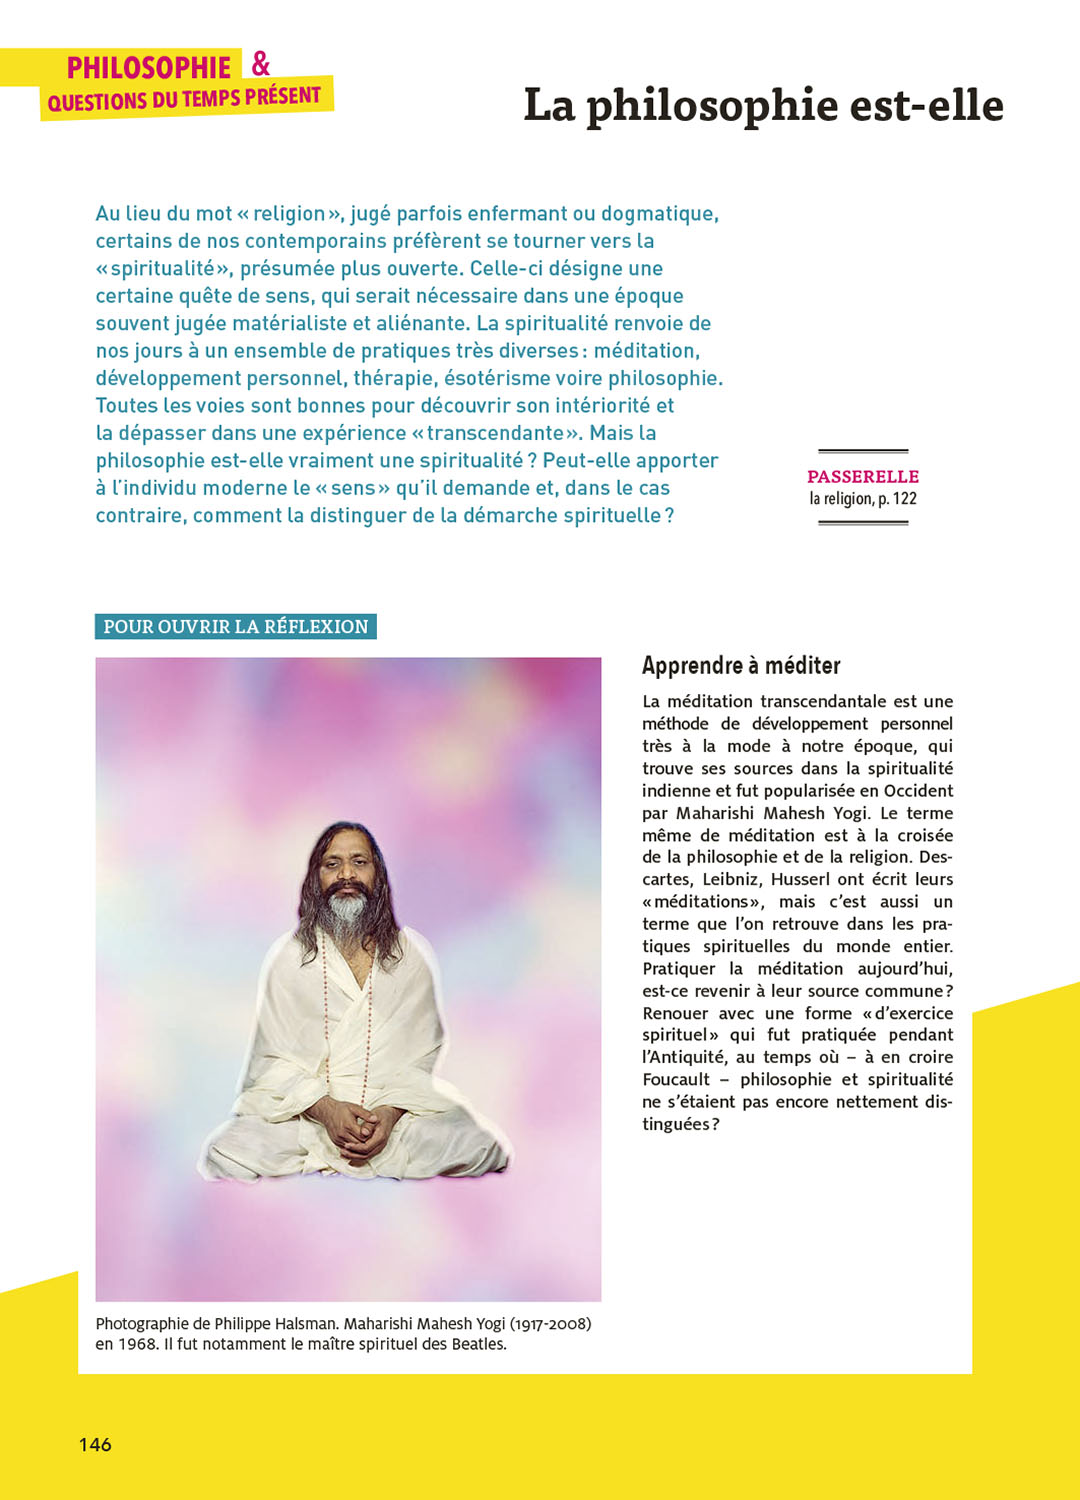 PHILOSOPHIE &
QUESTIONS DU TEMPS PRÉSENT
La philosophie est-elle
Au lieu du mot « religion », jugé parfois enfermant ou dogmatique,
certains de nos contemporains préfèrent se tourner vers la
« spiritualité », présumée plus ouverte. Celle-ci désigne une
certaine quête de sens, qui serait nécessaire dans une époque
souvent jugée matérialiste et aliénante. La spiritualité renvoie de
nos jours à un ensemble de pratiques très diverses : méditation,
développement personnel, thérapie, ésotérisme voire philosophie.
Toutes les voies sont bonnes pour découvrir son intériorité et
la dépasser dans une expérience « transcendante ». Mais la
philosophie est-elle vraiment une spiritualité ? Peut-elle apporter
à l'individu moderne le « sens » qu'il demande et, dans le cas
contraire, comment la distinguer de la démarche spirituelle ?
PASSERELLE
la religion, p. 122
POUR OUVRIR LA RÉFLEXION
Apprendre à méditer
La méditation transcendantale est une
méthode de développement personnel
très à la mode à notre époque, qui
trouve ses sources dans la spiritualité
indienne et fut popularisée en Occident
par Maharishi Mahesh Yogi. Le terme
même de méditation est à la croisée
de la philosophie et de la religion. Des-
cartes, Leibniz, Husserl ont écrit leurs
« méditations », mais c'est aussi un
terme que l'on retrouve dans les pra-
tiques spirituelles du monde entier.
Pratiquer la méditation aujourd'hui,
est-ce revenir à leur source commune ?
Renouer avec une forme « d'exercice
spirituel » qui fut pratiquée pendant
l'Antiquité, au temps où – à en croire
Foucault – philosophie et spiritualité
ne s'étaient pas encore nettement dis-
tinguées ?
Photographie de Philippe Halsman. Maharishi Mahesh Yogi (1917-2008)
en 1968. Il fut notamment le maître spirituel des Beatles.
146